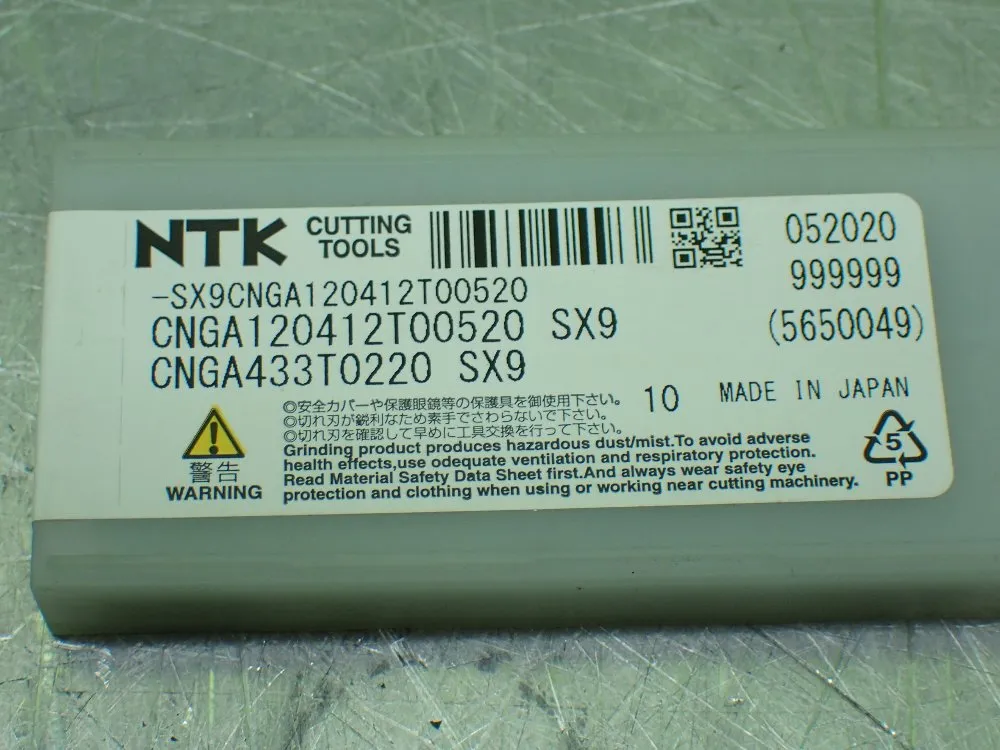 NTK CUTTING TOOLS
052020
999999
-SX9CNGA120412T00520
CNGA120412T00520 SX9
(5650049)
CNGA433T0220 SX9
10
MADE IN JAPAN
◎安全カバーや保護眼鏡等の保護具を御使用下さい。
◎切れ刃が鋭利なため素手でさわらないで下さい。
◎切れ刃を確認して早めに工具交換を行って下さい。
Grinding product produces hazardous dust/mist.To avoid adverse
health effects,use odequate ventilation and respiratory protection.
Read Material Safety Data Sheet first.And always wear safety eye
protection and clothing when using or working near cutting machinery.
警告
WARNING
5
PP